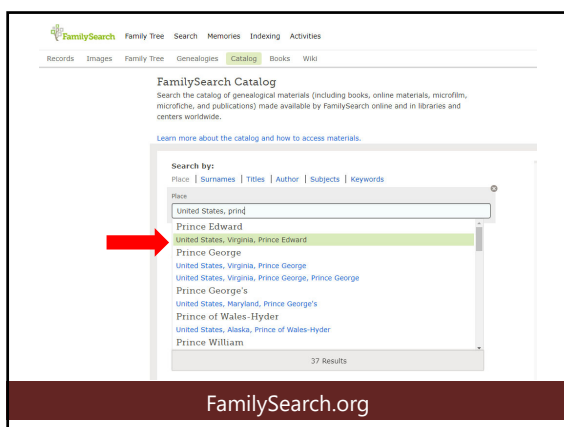 FamilySearch Family Tree Search Memories Indexing Activities
Records Images Family Tree Genealogies Catalog Books Wiki
FamilySearch Catalog
Search the catalog of genealogical materials (including books, online materials, microfilm,
microfiche, and publications) made available by FamilySearch online and in libraries and
centers worldwide.
Learn more about the catalog and how to access materials.
Search by:
Place | Surnames | Titles | Author | Subjects | Keywords
Place
United States, princ
Prince Edward
United States, Virginia, Prince Edward
Prince George
United States, Virginia, Prince George
United States, Virginia, Prince George, Prince George
Prince George's
United States, Maryland, Prince George's
Prince of Wales-Hyder
United States, Alaska, Prince of Wales-Hyder
Prince William
37 Results
FamilySearch.org